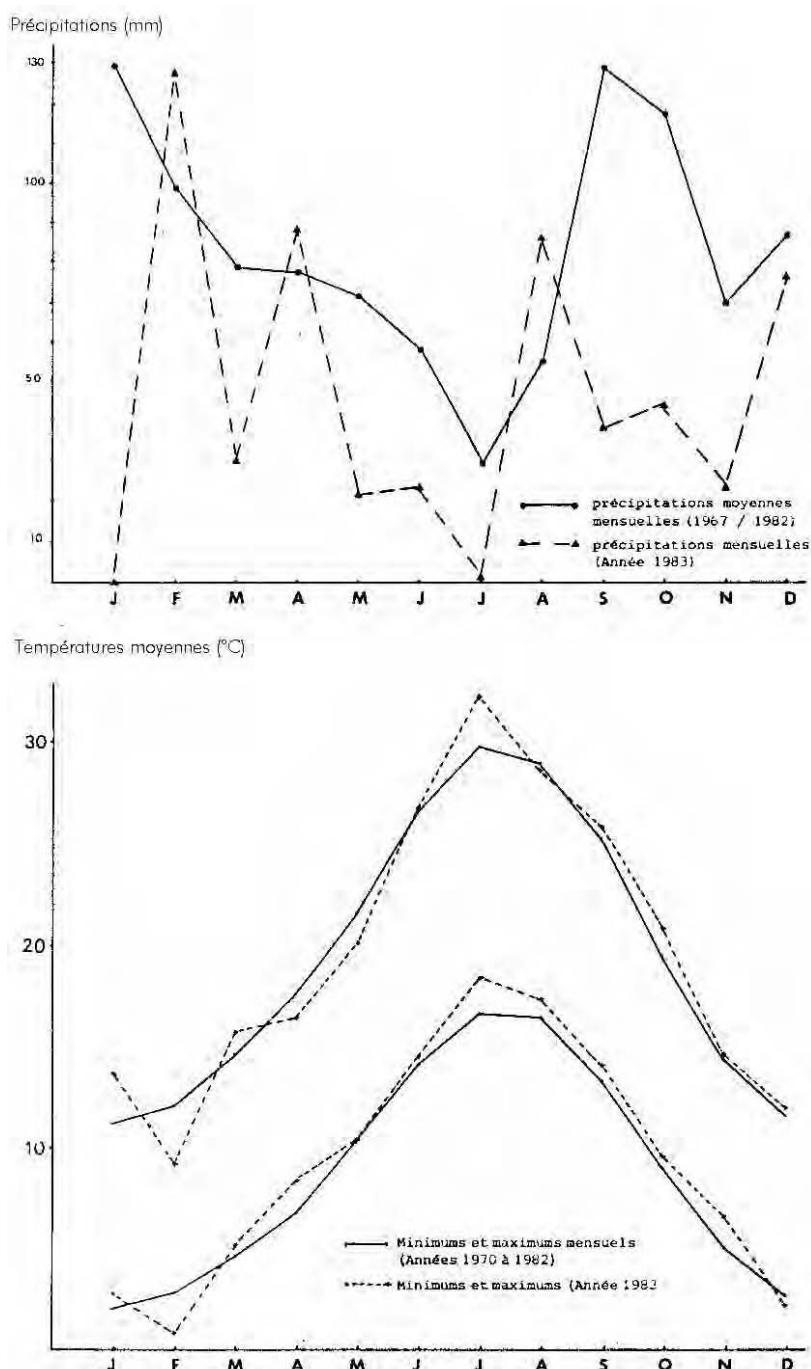 Précipitations (mm)
130
100
50
10
précipitations moyennes
mensuelles (1967 / 1982)
précipitations mensuelles
(Année 1983)
J F M A M J J A S O N D
Températures moyennes (°C)
30
20
10
Minimums et maximums mensuels
(Années 1970 à 1982)
Minimums et maximums (Année 1983
J F M A M J J A S O N D